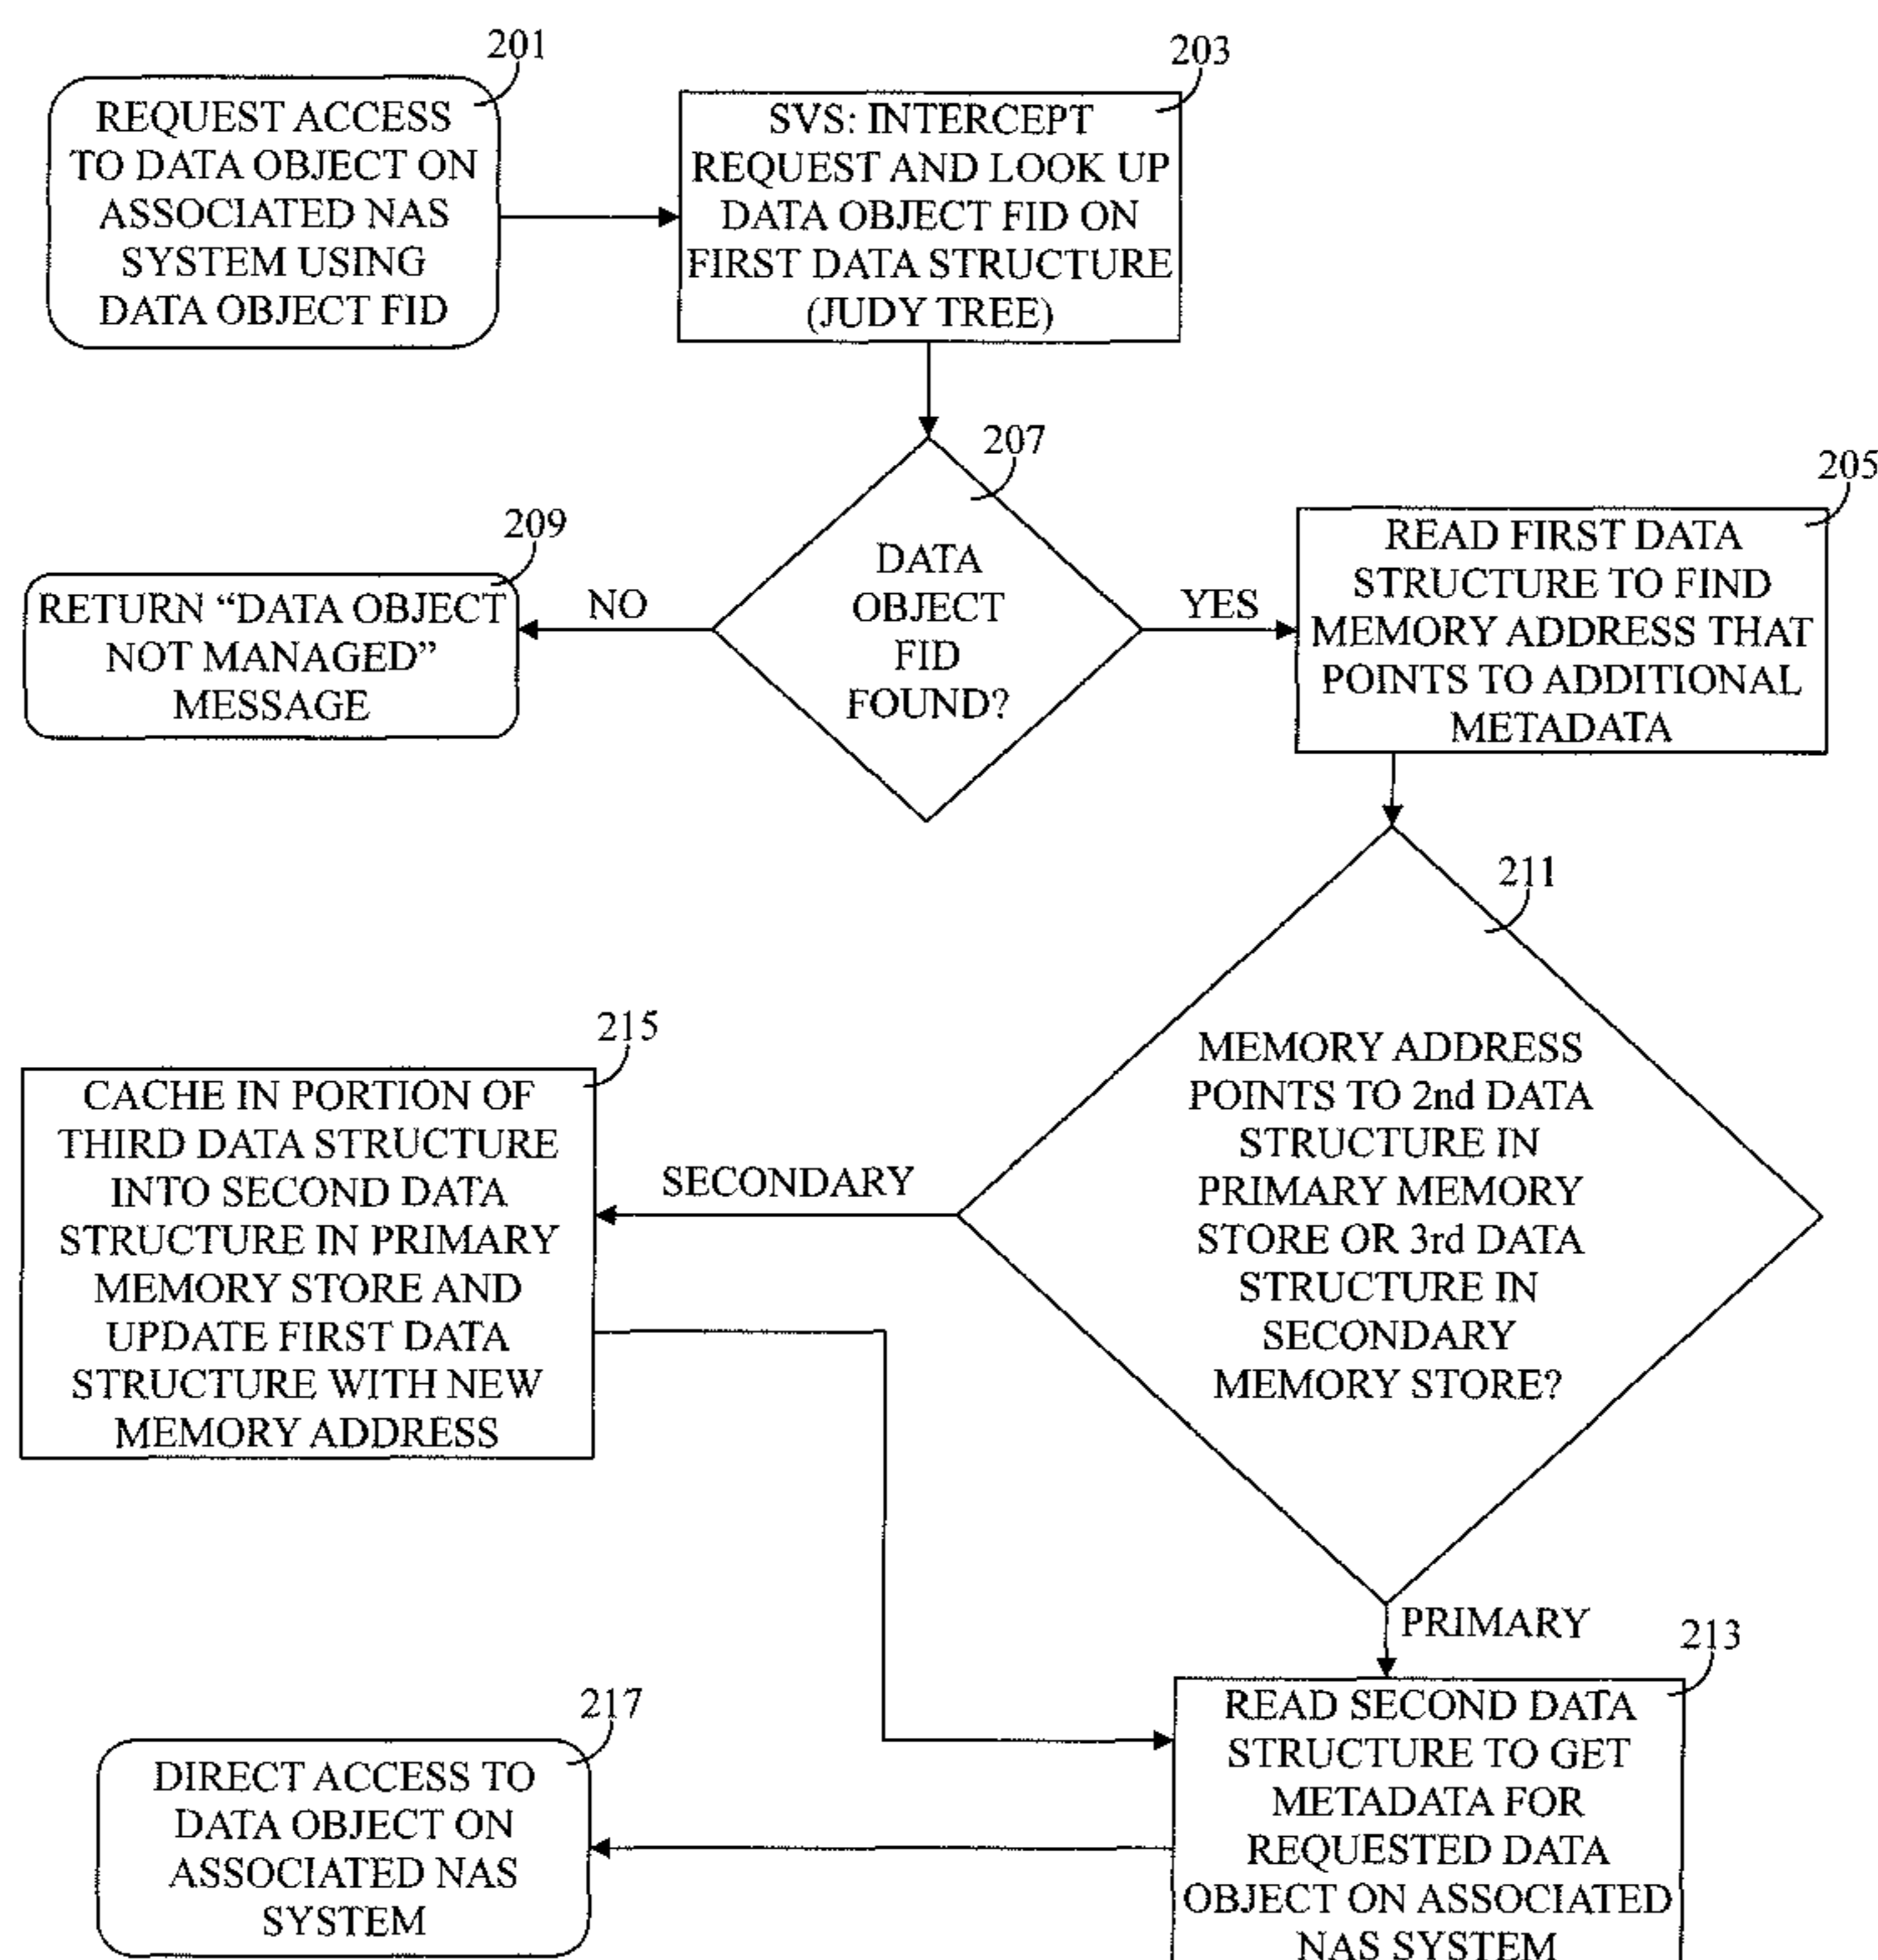 201
REQUEST ACCESS
TO DATA OBJECT ON
ASSOCIATED NAS
SYSTEM USING
DATA OBJECT FID
203
SVS: INTERCEPT
REQUEST AND LOOK UP
DATA OBJECT FID ON
FIRST DATA STRUCTURE
(JUDY TREE)
207
DATA
OBJECT
FID
FOUND?
NO
YES
209
RETURN “DATA OBJECT
NOT MANAGED”
MESSAGE
205
READ FIRST DATA
STRUCTURE TO FIND
MEMORY ADDRESS THAT
POINTS TO ADDITIONAL
METADATA
211
MEMORY ADDRESS
POINTS TO 2nd DATA
STRUCTURE IN
PRIMARY MEMORY
STORE OR 3rd DATA
STRUCTURE IN
SECONDARY
MEMORY STORE?
SECONDARY
215
CACHE IN PORTION OF
THIRD DATA STRUCTURE
INTO SECOND DATA
STRUCTURE IN PRIMARY
MEMORY STORE AND
UPDATE FIRST DATA
STRUCTURE WITH NEW
MEMORY ADDRESS
PRIMARY
213
READ SECOND DATA
STRUCTURE TO GET
METADATA FOR
REQUESTED DATA
OBJECT ON ASSOCIATED
NAS SYSTEM
217
DIRECT ACCESS TO
DATA OBJECT ON
ASSOCIATED NAS
SYSTEM